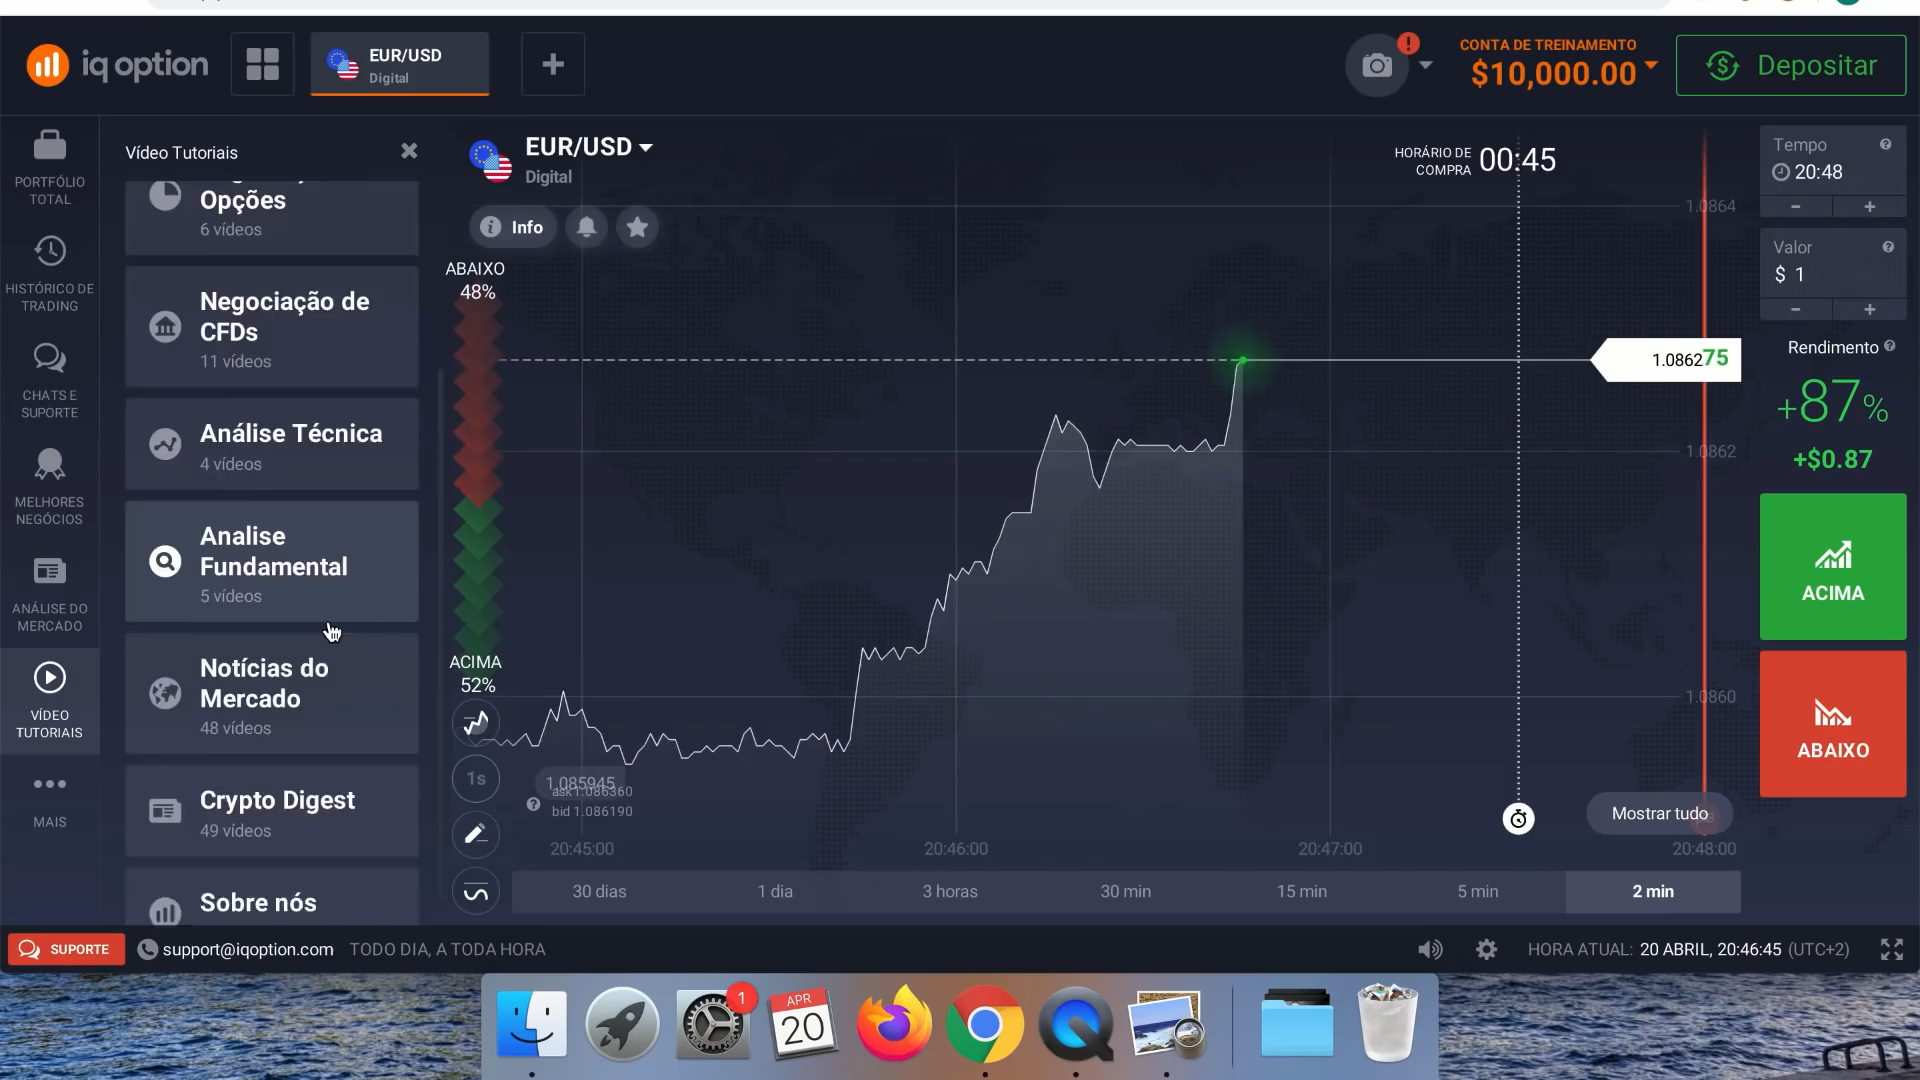 iq option
EUR/USD
Digital
CONTA DE TREINAMENTO
$10,000.00
Depositar
PORTFÓLIO
TOTAL
HISTÓRICO DE
TRADING
CHATS E
SUPORTE
MELHORES
NEGÓCIOS
ANÁLISE DO
MERCADO
VÍDEO
TUTORIAIS
MAIS
Vídeo Tutoriais
Opções
6 vídeos
Negociação de
CFDs
11 vídeos
Análise Técnica
4 vídeos
Analise
Fundamental
5 vídeos
Notícias do
Mercado
48 vídeos
Crypto Digest
49 vídeos
Sobre nós
EUR/USD
Digital
Info
ABAIXO
48%
ACIMA
52%
1s
HORÁRIO DE
COMPRA
00:45
1.0864
1.086275
1.0862
1.0860
1.085945
ask 1.086360
bid 1.086190
Mostrar tudo
20:45:00
20:46:00
20:47:00
20:48:00
30 dias
1 dia
3 horas
30 min
15 min
5 min
2 min
Tempo
20:48
Valor
$ 1
Rendimento
+87%
+$0.87
ACIMA
ABAIXO
SUPORTE
support@iqoption.com
TODO DIA, A TODA HORA
HORA ATUAL: 20 ABRIL, 20:46:45 (UTC+2)
1
APR
20